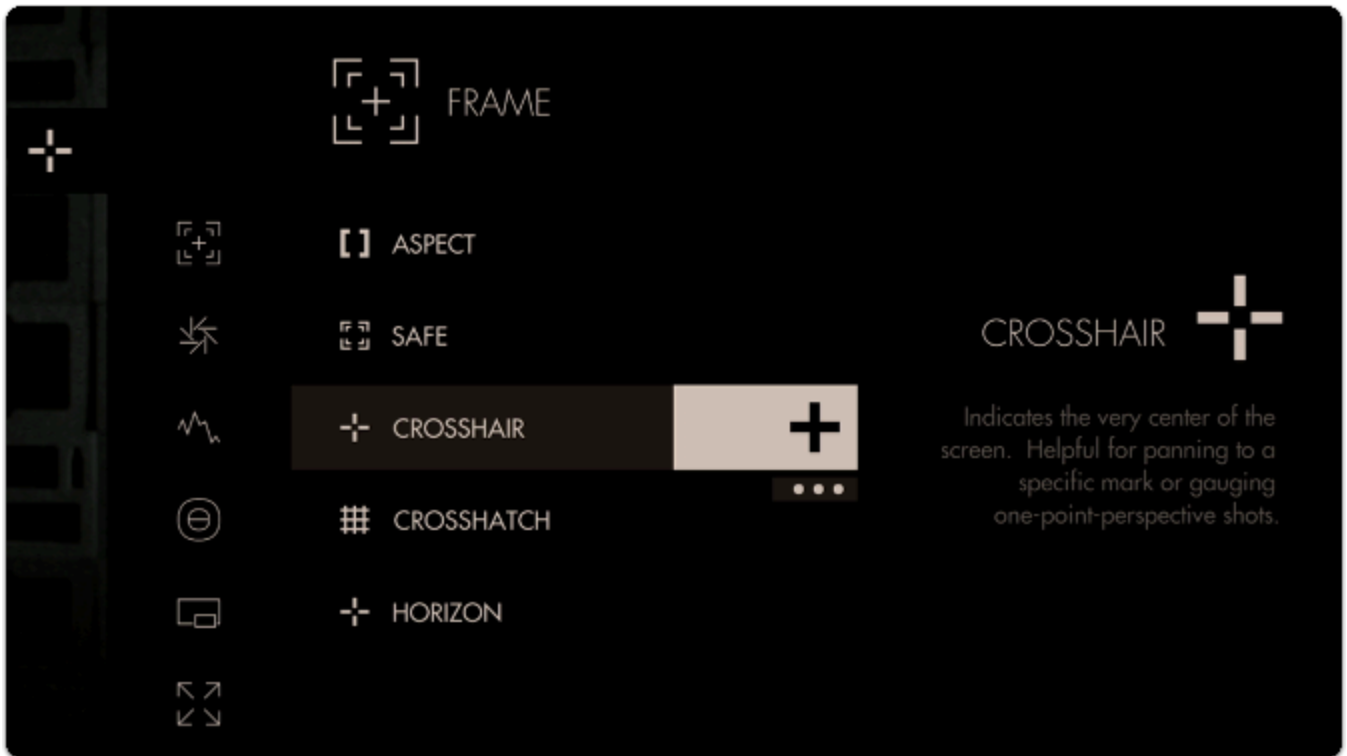 FRAME
ASPECT
SAFE
CROSSHAIR
CROSSHATCH
HORIZON
CROSSHAIR
Indicates the very center of the
screen.  Helpful for panning to a
specific mark or gauging
one-point-perspective shots.